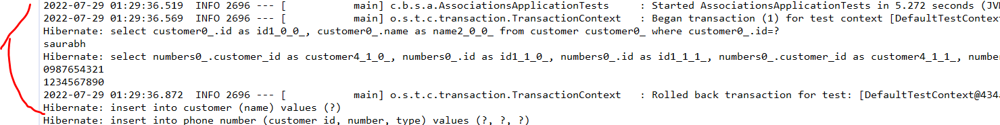 2022-07-29 01:29:36.519  INFO 2696 --- [           main] c.b.s.a.AssociationsApplicationTests     : Started AssociationsApplicationTests in 5.272 seconds (JVM
2022-07-29 01:29:36.569  INFO 2696 --- [           main] o.s.t.c.transaction.TransactionContext   : Began transaction (1) for test context [DefaultTestContext
Hibernate: select customer0_.id as id1_0_0_, customer0_.name as name2_0_0_ from customer customer0_ where customer0_.id=?
saurabh
Hibernate: select numbers0_.customer_id as customer4_1_0_, numbers0_.id as id1_1_0_, numbers0_.id as id1_1_1_, numbers0_.customer_id as customer4_1_1_, number
0987654321
1234567890
2022-07-29 01:29:36.872  INFO 2696 --- [           main] o.s.t.c.transaction.TransactionContext   : Rolled back transaction for test: [DefaultTestContext@434
Hibernate: insert into customer (name) values (?)
Hibernate: insert into phone_number (customer_id, number, type) values (?, ?, ?)